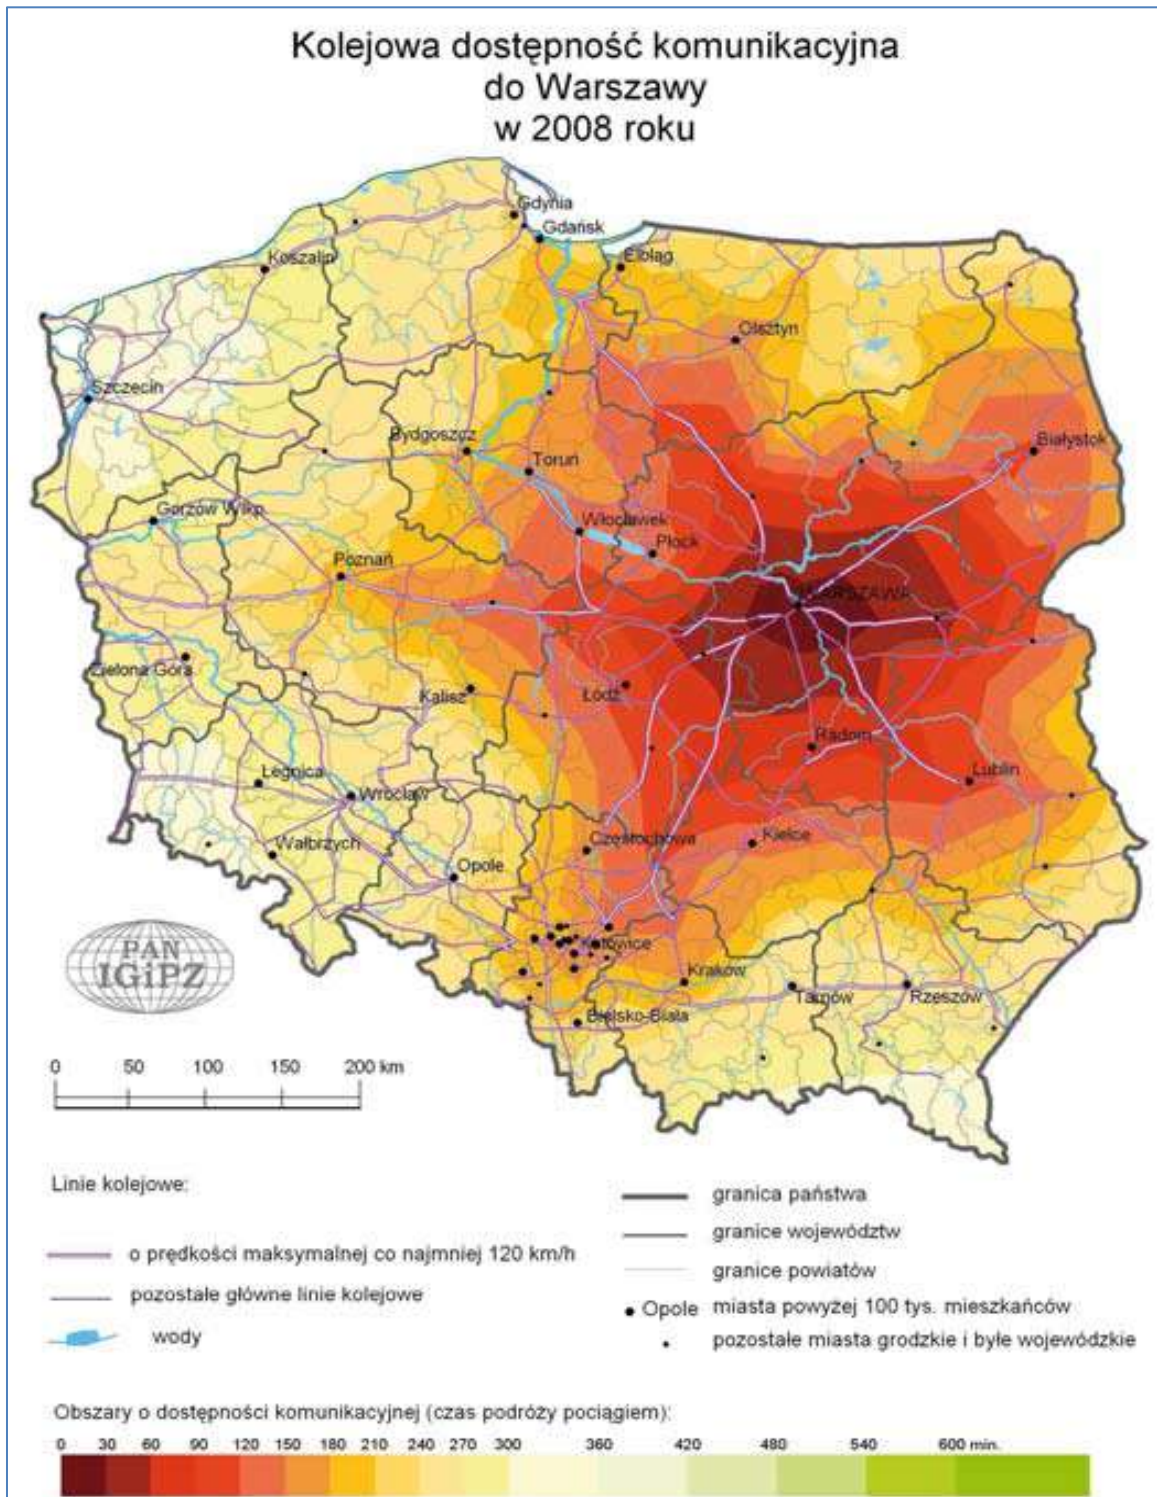 Kolejowa dostępność komunikacyjna
do Warszawy
w 2008 roku
Gdynia
Gdańsk
Koszalin
Elbląg
Olsztyn
Szczecin
Bydgoszcz
Białystok
Toruń
Gorzów Wlkp.
Włocławek
Płock
Poznań
WARSZAWA
Zielona Góra
Kalisz
Łódź
Radom
Legnica
Lublin
Wrocław
Częstochowa
Kielce
Wałbrzych
Opole
Katowice
PAN
IGiPZ
Kraków
Tarnów
Rzeszów
Bielsko-Biała
0 50 100 150 200 km
Linie kolejowe:
o prędkości maksymalnej co najmniej 120 km/h
pozostałe główne linie kolejowe
wody
granica państwa
granice województw
granice powiatów
Opole miasta powyżej 100 tys. mieszkańców
pozostałe miasta grodzkie i byłe wojewódzkie
Obszary o dostępności komunikacyjnej (czas podróży pociągiem):
0 30 60 90 120 150 180 210 240 270 300 360 420 480 540 600 min.